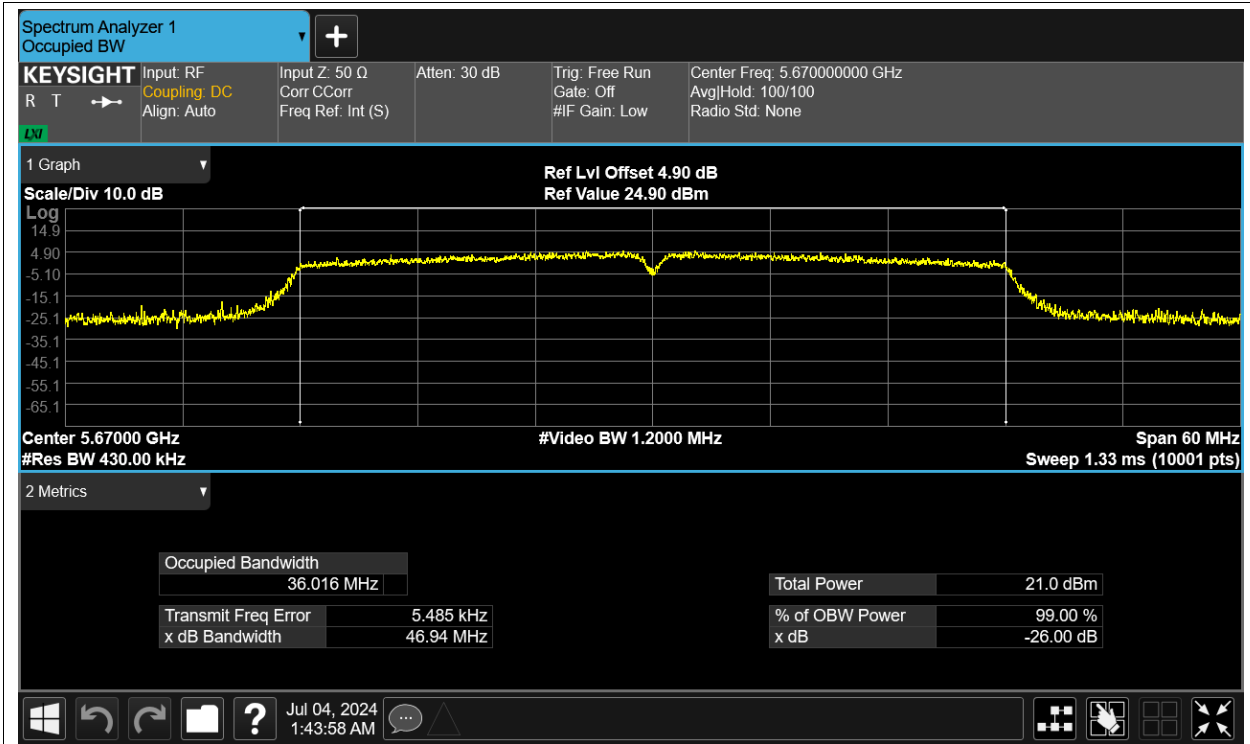 Spectrum Analyzer 1
Occupied BW
KEYSIGHT
R T
LXI
Input: RF
Coupling: DC
Align: Auto
Input Z: 50 Ω
Corr CCorr
Freq Ref: Int (S)
Atten: 30 dB
Trig: Free Run
Gate: Off
#IF Gain: Low
Center Freq: 5.670000000 GHz
Avg|Hold: 100/100
Radio Std: None
1 Graph
Scale/Div 10.0 dB
Ref Lvl Offset 4.90 dB
Ref Value 24.90 dBm
Log
14.9
4.90
-5.10
-15.1
-25.1
-35.1
-45.1
-55.1
-65.1
Center 5.67000 GHz
#Res BW 430.00 kHz
#Video BW 1.2000 MHz
Span 60 MHz
Sweep 1.33 ms (10001 pts)
2 Metrics
Occupied Bandwidth
36.016 MHz
Transmit Freq Error 5.485 kHz
x dB Bandwidth 46.94 MHz
Total Power 21.0 dBm
% of OBW Power 99.00 %
x dB -26.00 dB
?
Jul 04, 2024
1:43:58 AM